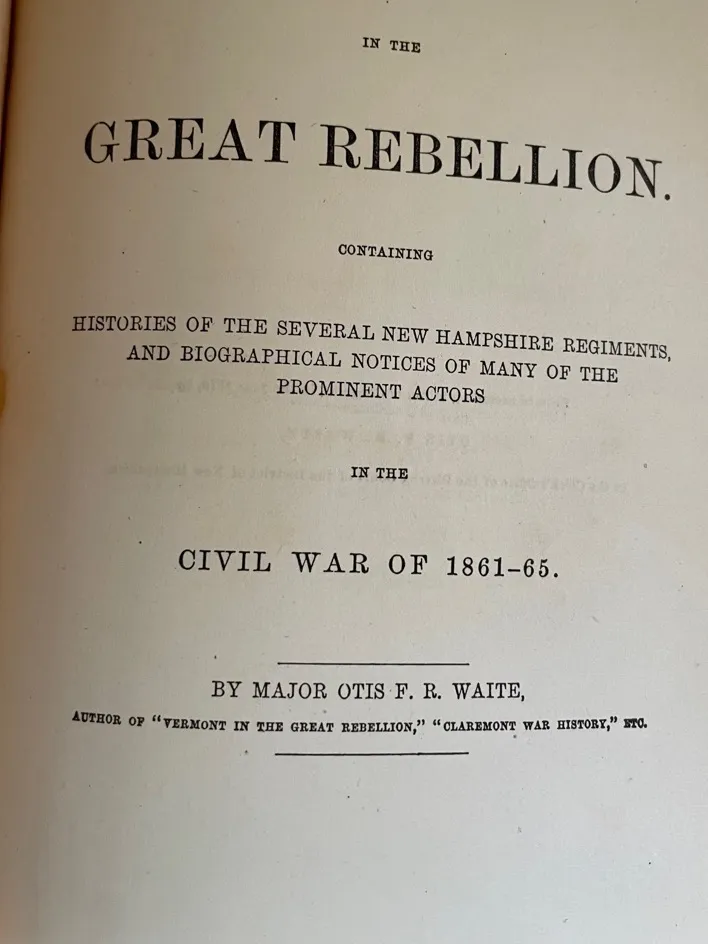 IN THE
GREAT REBELLION.
CONTAINING
HISTORIES OF THE SEVERAL NEW HAMPSHIRE REGIMENTS,
AND BIOGRAPHICAL NOTICES OF MANY OF THE
PROMINENT ACTORS
IN THE
CIVIL WAR OF 1861–65.
BY MAJOR OTIS F. R. WAITE,
AUTHOR OF “VERMONT IN THE GREAT REBELLION,” “CLAREMONT WAR HISTORY,” ETC.